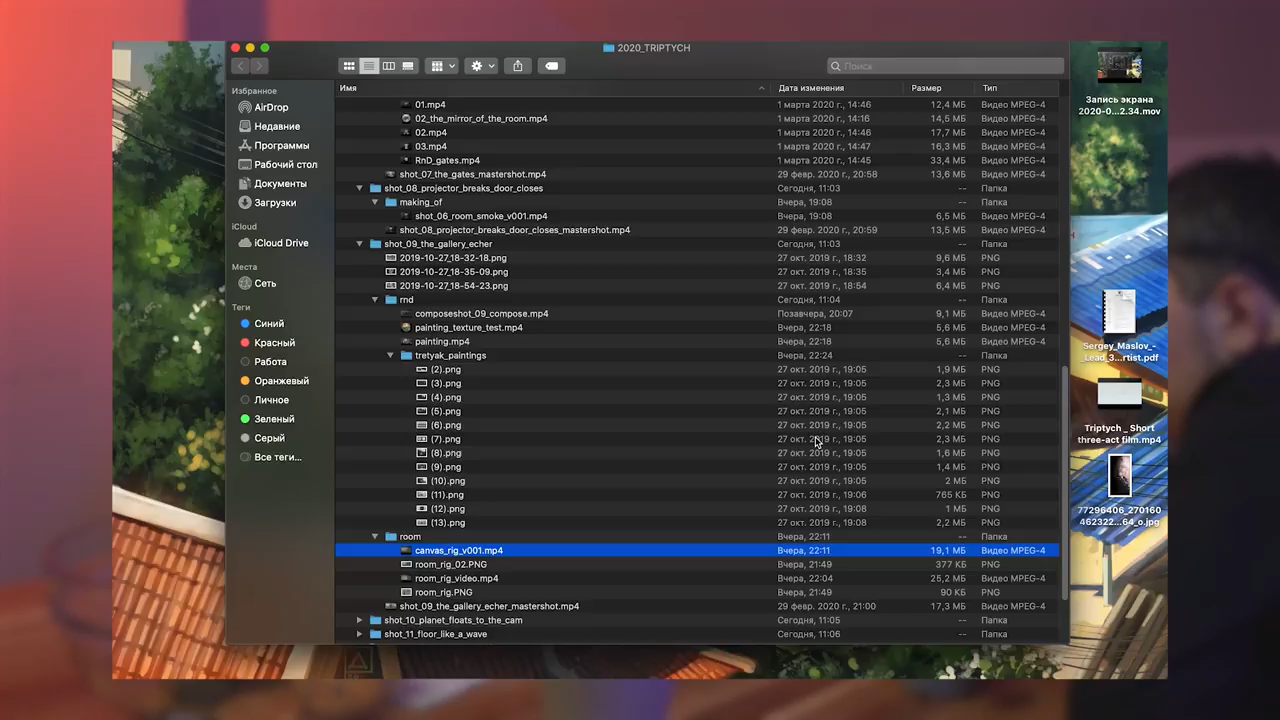 2020_TRIPTYCH
Поиск
Избранное
AirDrop
Недавние
Программы
Рабочий стол
Документы
Загрузки
iCloud
iCloud Drive
Места
Сеть
Теги
Синий
Красный
Работа
Оранжевый
Личное
Зеленый
Серый
Все теги...
Имя Дата изменения Размер Тип
01.mp4 1 марта 2020 г., 14:46 12,4 МБ Видео MPEG-4
02_the_mirror_of_the_room.mp4 1 марта 2020 г., 14:16 14,5 МБ Видео MPEG-4
02.mp4 1 марта 2020 г., 14:46 17,7 МБ Видео MPEG-4
03.mp4 1 марта 2020 г., 14:47 16,3 МБ Видео MPEG-4
RnD_gates.mp4 1 марта 2020 г., 14:45 33,4 МБ Видео MPEG-4
shot_07_the_gates_mastershot.mp4 29 февр. 2020 г., 20:58 13,6 МБ Видео MPEG-4
shot_08_projector_breaks_door_closes Сегодня, 11:03 -- Папка
making_of Вчера, 19:08 -- Папка
shot_06_room_smoke_v001.mp4 Вчера, 19:08 6,5 МБ Видео MPEG-4
shot_08_projector_breaks_door_closes_mastershot.mp4 29 февр. 2020 г., 20:59 13,5 МБ Видео MPEG-4
shot_09_the_gallery_echer Сегодня, 11:03 -- Папка
2019-10-27_18-32-18.png 27 окт. 2019 г., 18:32 9,6 МБ PNG
2019-10-27_18-35-09.png 27 окт. 2019 г., 18:35 3,4 МБ PNG
2019-10-27_18-54-23.png 27 окт. 2019 г., 18:54 6,4 МБ PNG
rnd Сегодня, 11:04 -- Папка
composeshot_09_compose.mp4 Позавчера, 20:07 9,1 МБ Видео MPEG-4
painting_texture_test.mp4 Вчера, 22:18 5,6 МБ Видео MPEG-4
painting.mp4 Вчера, 22:18 5,6 МБ Видео MPEG-4
tretyak_paintings Вчера, 22:24 -- Папка
(2).png 27 окт. 2019 г., 19:05 1,9 МБ PNG
(3).png 27 окт. 2019 г., 19:05 2,3 МБ PNG
(4).png 27 окт. 2019 г., 19:05 1,3 МБ PNG
(5).png 27 окт. 2019 г., 19:05 2,1 МБ PNG
(6).png 27 окт. 2019 г., 19:05 2,2 МБ PNG
(7).png 27 окт. 2019 г., 19:05 2,3 МБ PNG
(8).png 27 окт. 2019 г., 19:05 1,6 МБ PNG
(9).png 27 окт. 2019 г., 19:05 1,4 МБ PNG
(10).png 27 окт. 2019 г., 19:05 2 МБ PNG
(11).png 27 окт. 2019 г., 19:06 765 КБ PNG
(12).png 27 окт. 2019 г., 19:08 1 МБ PNG
(13).png 27 окт. 2019 г., 19:08 2,2 МБ PNG
room Вчера, 22:11 -- Папка
canvas_rig_v001.mp4 Вчера, 22:11 19,1 МБ Видео MPEG-4
room_rig_02.PNG Вчера, 21:49 377 КБ PNG
room_rig_video.mp4 Вчера, 22:04 25,2 МБ Видео MPEG-4
room_rig.PNG Вчера, 21:49 90 КБ PNG
shot_09_the_gallery_echer_mastershot.mp4 29 февр. 2020 г., 21:00 17,3 МБ Видео MPEG-4
shot_10_planet_floats_to_the_cam Сегодня, 11:05 -- Папка
shot_11_floor_like_a_wave Сегодня, 11:06 -- Папка
Запись экрана
2020-0...2.34.mov
Sergey_Maslov_-
_Lead_3...rtist.pdf
Triptych _ Short
three-act film.mp4
77296406_270160
462322...64_o.jpg